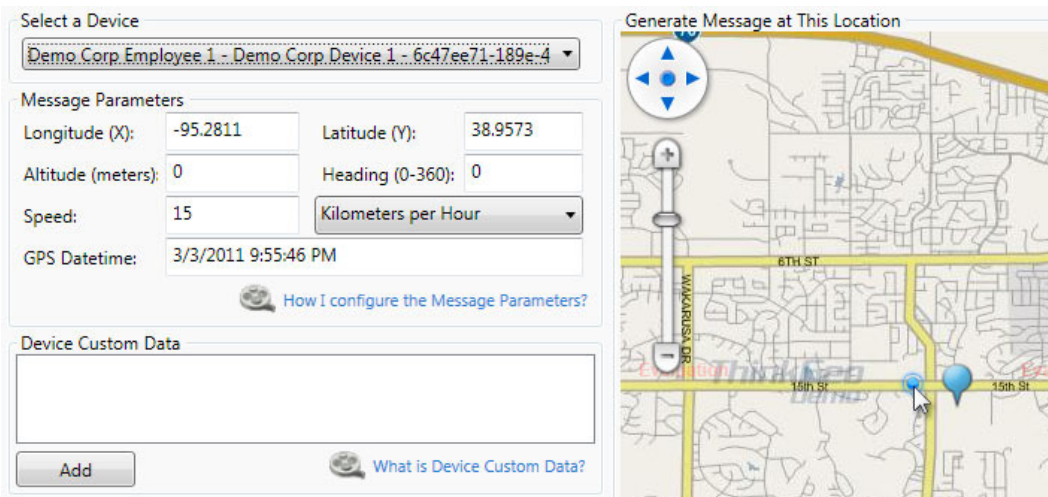 Select a Device
Demo Corp Employee 1 - Demo Corp Device 1 - 6c47ee71-189e-4
Message Parameters
Longitude (X): -95.2811 Latitude (Y): 38.9573
Altitude (meters): 0 Heading (0-360): 0
Speed: 15 Kilometers per Hour
GPS Datetime: 3/3/2011 9:55:46 PM
How I configure the Message Parameters?
Device Custom Data
Add
What is Device Custom Data?
Generate Message at This Location
6TH ST
WAKARUSA DR
ThinkGeo
Demo
15th St
15th St